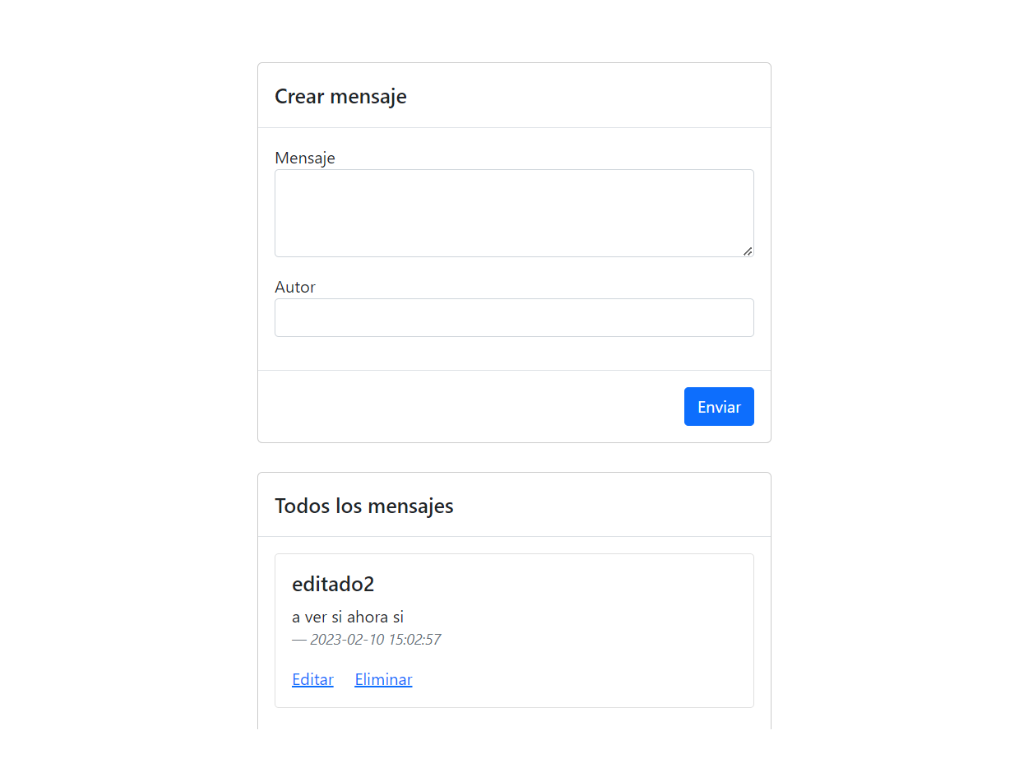 Crear mensaje
Mensaje
Autor
Enviar
Todos los mensajes
editado2
a ver si ahora si
— 2023-02-10 15:02:57
Editar Eliminar